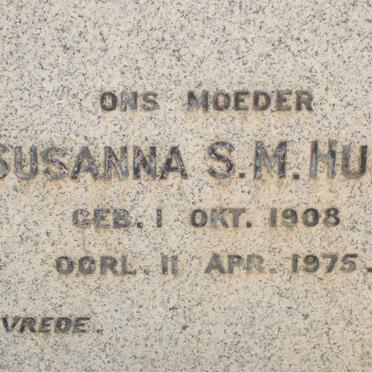 ONS MOEDER
SUSANNA S.M. HU
GEB. 1 OKT. 1908
OORL. 11 APR. 1975.
VREDE.